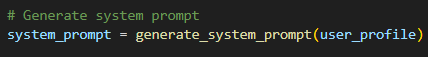 # Generate system prompt
system_prompt = generate_system_prompt(user_profile)